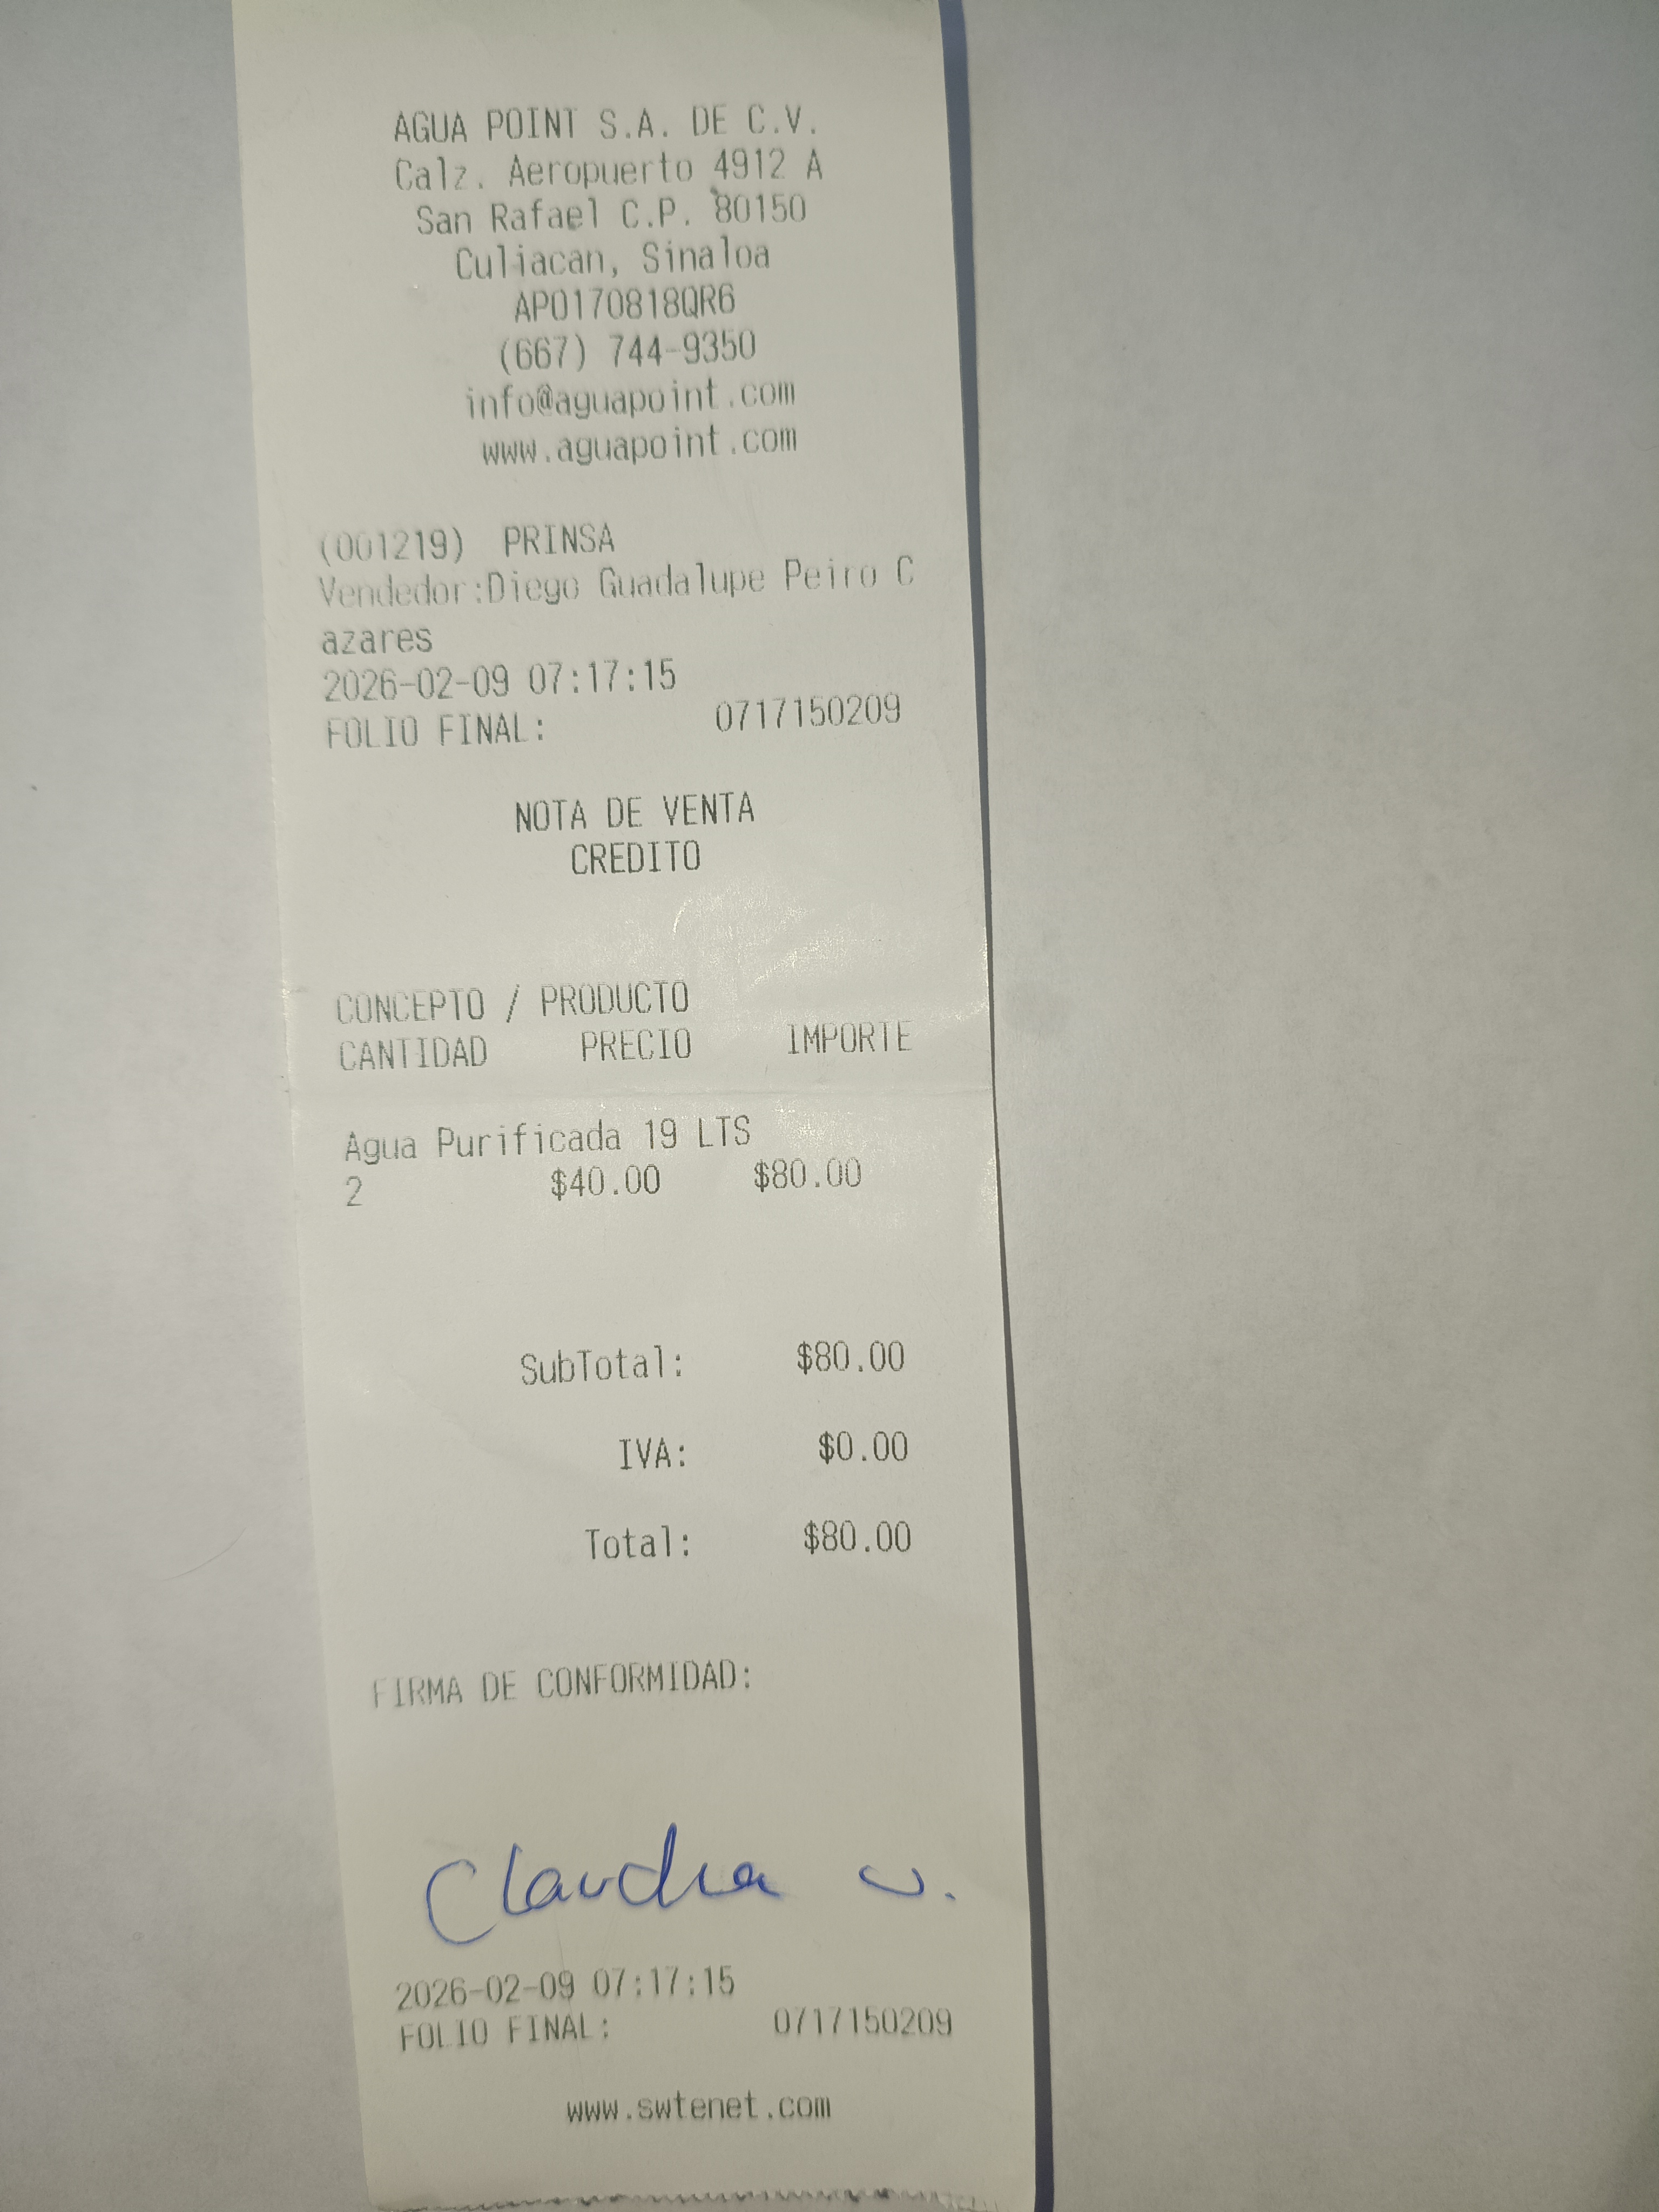 AGUA POINT S.A. DE C.V.
Calz. Aeropuerto 4912 A
San Rafael C.P. 80150
Culiacan, Sinaloa
APO170818QR6
(667) 744-9350
info@aguapoint.com
www.aguapoint.com
(001219) PRINSA
Vendedor:Diego Guadalupe Peiro C
azares
2026-02-09 07:17:15
FOLIO FINAL: 0717150209
NOTA DE VENTA
CREDITO
CONCEPTO / PRODUCTO
CANTIDAD PRECIO IMPORTE
Agua Purificada 19 LTS
2 $40.00 $80.00
SubTotal: $80.00
IVA: $0.00
Total: $80.00
FIRMA DE CONFORMIDAD:
Claudia
2026-02-09 07:17:15
FOLIO FINAL: 0717150209
www.swtenet.com